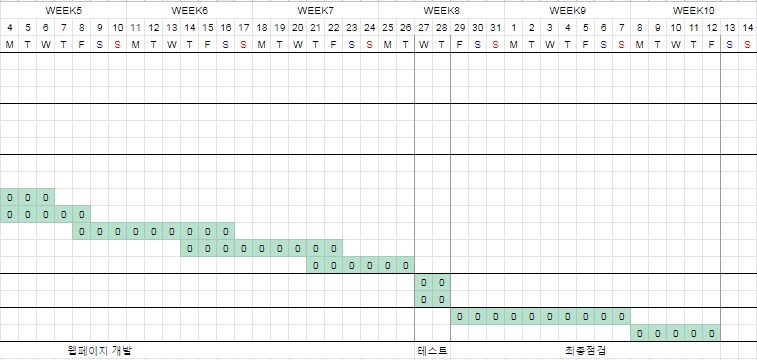 WEEK5 WEEK6 WEEK7 WEEK8 WEEK9 WEEK10
4 5 6 7 8 9 10 11 12 13 14 15 16 17 18 19 20 21 22 23 24 25 26 27 28 29 30 31 1 2 3 4 5 6 7 8 9 10 11 12 13 14
M T W T F S S M T W T F S S M T W T F S S M T W T F S S M T W T F S S M T W T F S S
0 0 0
0 0 0 0 0
0 0 0 0 0 0 0 0 0
0 0 0 0 0 0 0 0 0
0 0 0 0 0 0
0 0
0 0
0 0 0 0 0 0 0 0 0 0
0 0 0 0 0
웹페이지 개발 테스트 최종점검